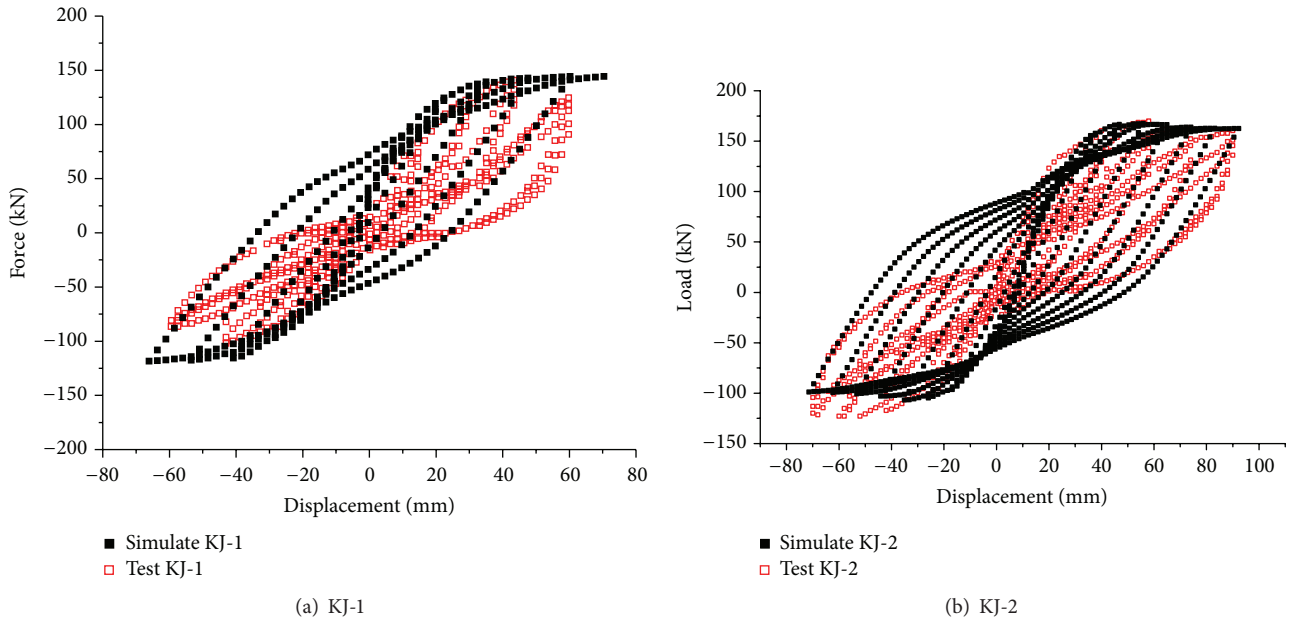 200
150
100
50
0
−50
−100
−150
−200
Force (kN)
−80 −60 −40 −20 0 20 40 60 80
Displacement (mm)
Simulate KJ-1
Test KJ-1
(a) KJ-1
200
150
100
50
0
−50
−100
−150
Load (kN)
−80 −60 −40 −20 0 20 40 60 80 100
Displacement (mm)
Simulate KJ-2
Test KJ-2
(b) KJ-2